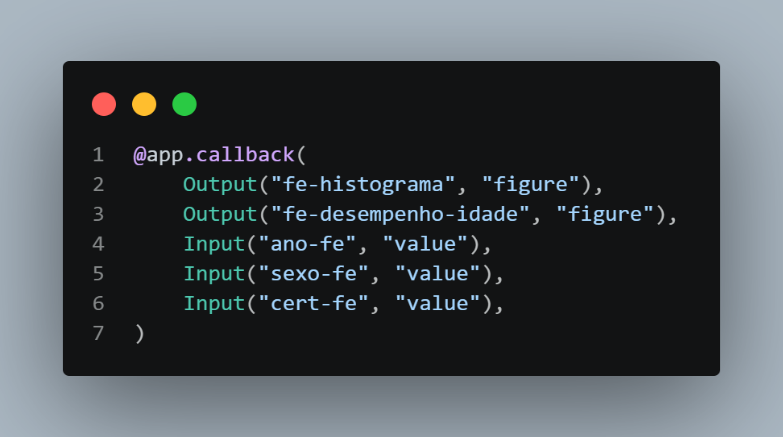 1 @app.callback(
2     Output("fe-histograma", "figure"),
3     Output("fe-desempenho-idade", "figure"),
4     Input("ano-fe", "value"),
5     Input("sexo-fe", "value"),
6     Input("cert-fe", "value"),
7 )